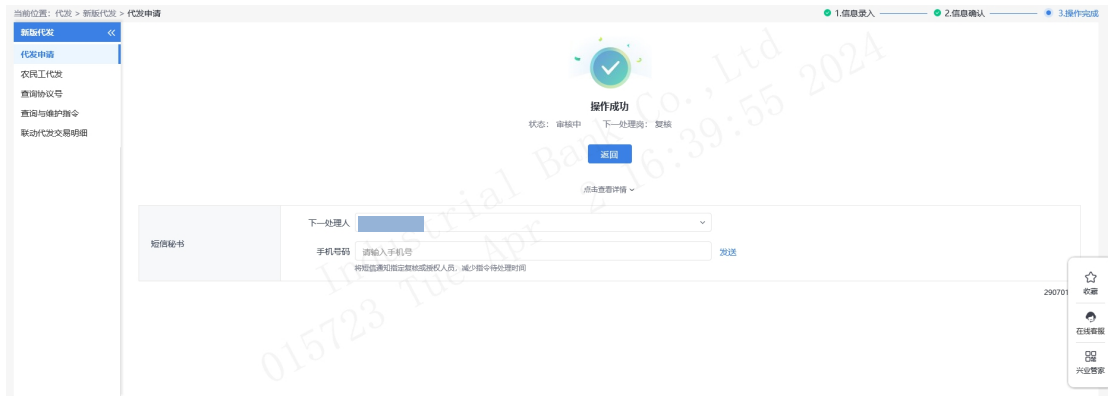 当前位置：代发 > 新版代发 > 代发申请
1.信息录入 2.信息确认 3.操作完成
新版代发
代发申请
农民工代发
查询协议号
查询与维护指令
联动代发交易明细
操作成功
状态：审核中 下一处理岗：复核
返回
点击查看详情
短信秘书
下一处理人
手机号码 请输入手机号 发送
将短信通知指定复核或授权人员，减少指令待处理时间
290701
收藏
在线客服
兴业管家
Industrial Bank Co., Ltd
015723 Tue Apr 2 16:39:55 2024